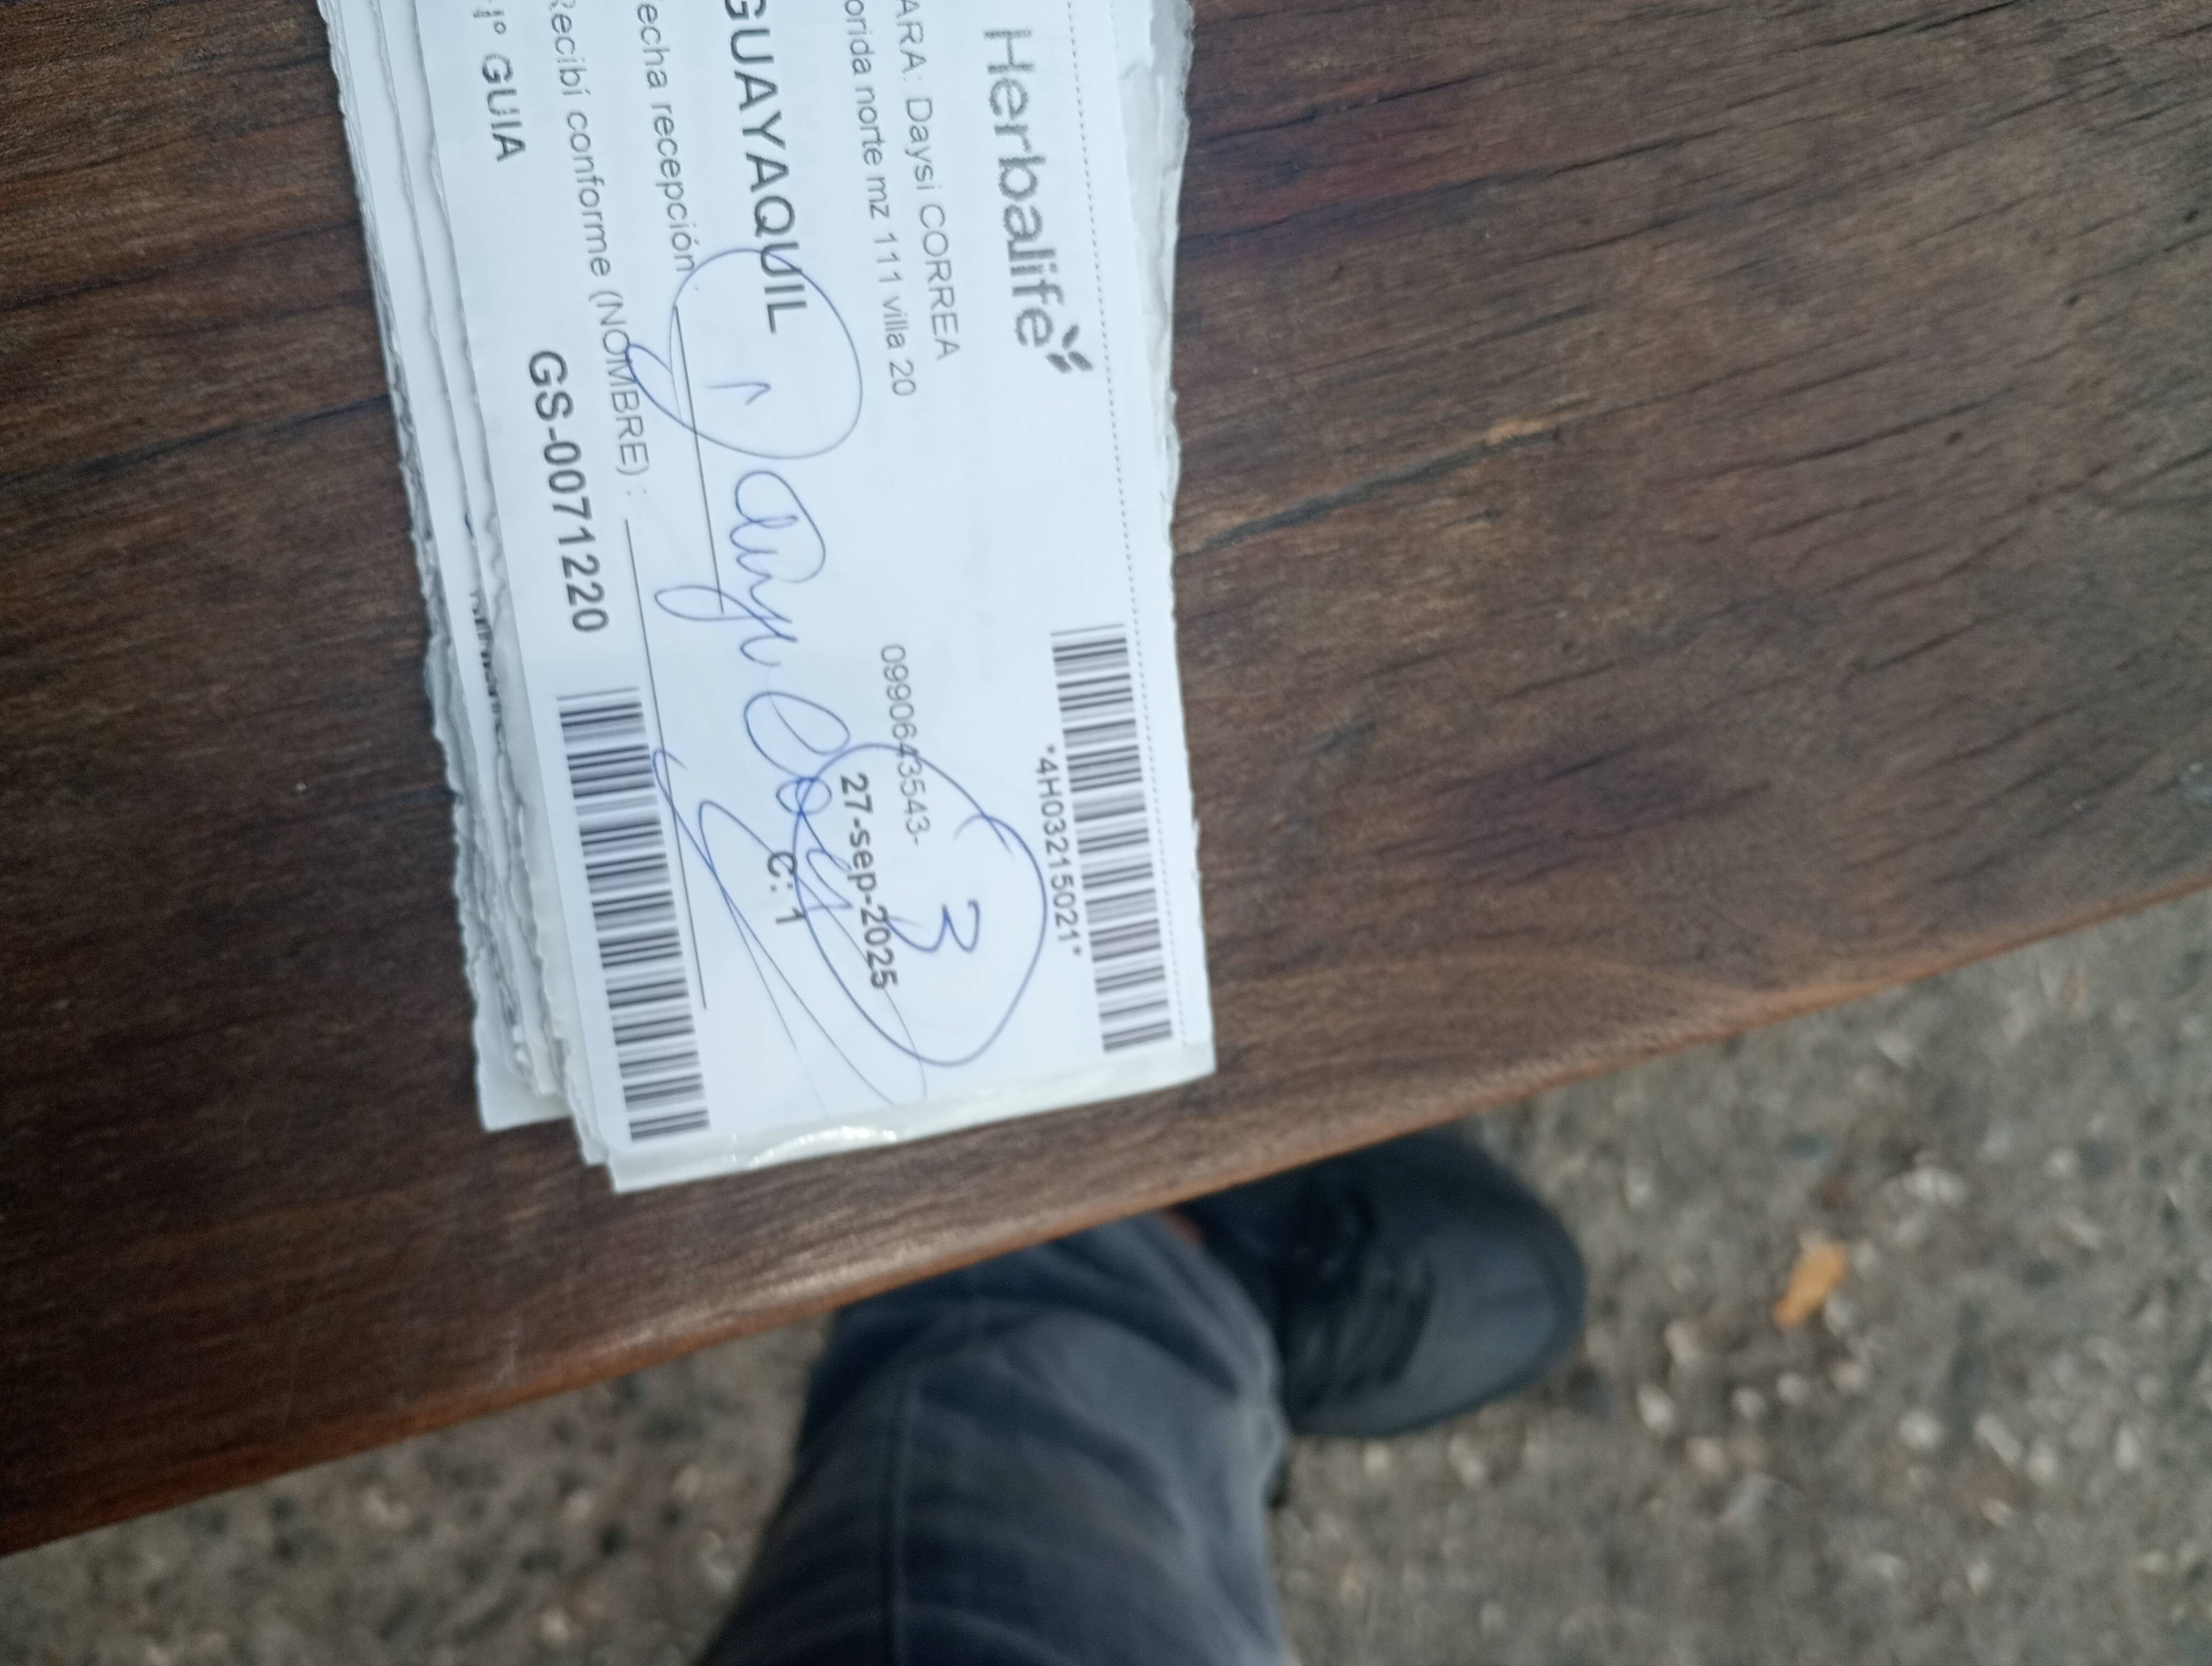 Herbalife
*4H03215021*
ARA: Daysi CORREA
orida norte mz 111 villa 20
0990643543-
3
27-sep-2025
GUAYAQUIL
C: 1
echa recepción
Recibí conforme (NOMBRE) :
N° GUIA
GS-0071220